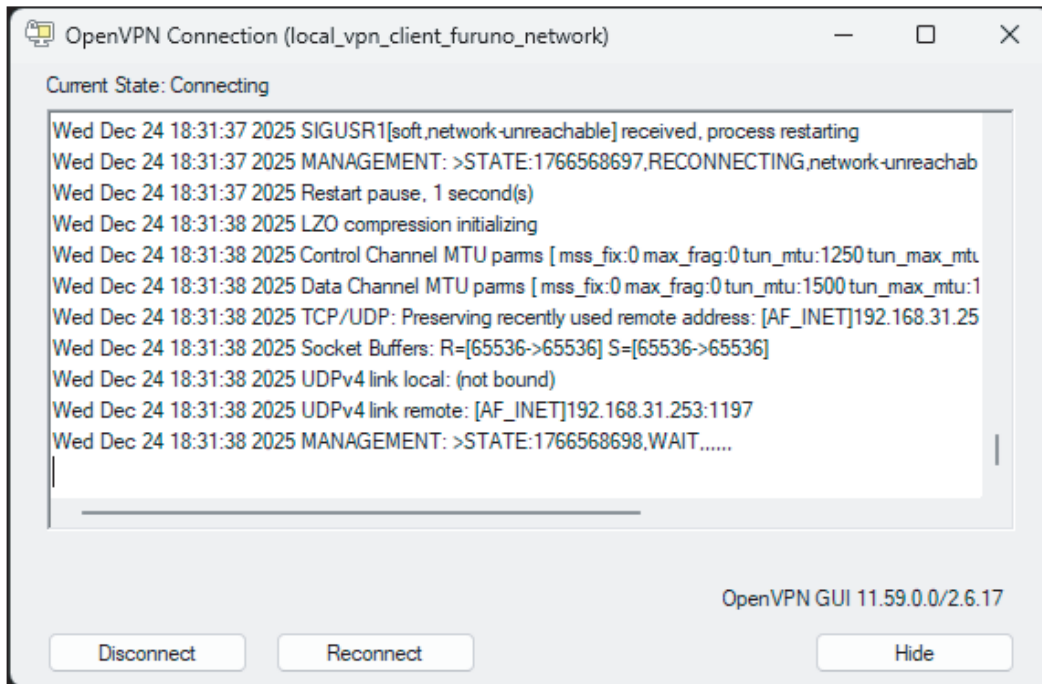 OpenVPN Connection (local_vpn_client_furuno_network)
Current State: Connecting
Wed Dec 24 18:31:37 2025 SIGUSR1[soft,network-unreachable] received, process restarting
Wed Dec 24 18:31:37 2025 MANAGEMENT: >STATE:1766568697,RECONNECTING,network-unreachab
Wed Dec 24 18:31:37 2025 Restart pause, 1 second(s)
Wed Dec 24 18:31:38 2025 LZO compression initializing
Wed Dec 24 18:31:38 2025 Control Channel MTU parms [ mss_fix:0 max_frag:0 tun_mtu:1250 tun_max_mtu
Wed Dec 24 18:31:38 2025 Data Channel MTU parms [ mss_fix:0 max_frag:0 tun_mtu:1500 tun_max_mtu:1
Wed Dec 24 18:31:38 2025 TCP/UDP: Preserving recently used remote address: [AF_INET]192.168.31.25
Wed Dec 24 18:31:38 2025 Socket Buffers: R=[65536->65536] S=[65536->65536]
Wed Dec 24 18:31:38 2025 UDPv4 link local: (not bound)
Wed Dec 24 18:31:38 2025 UDPv4 link remote: [AF_INET]192.168.31.253:1197
Wed Dec 24 18:31:38 2025 MANAGEMENT: >STATE:1766568698,WAIT,,,,,,
OpenVPN GUI 11.59.0.0/2.6.17
Disconnect
Reconnect
Hide